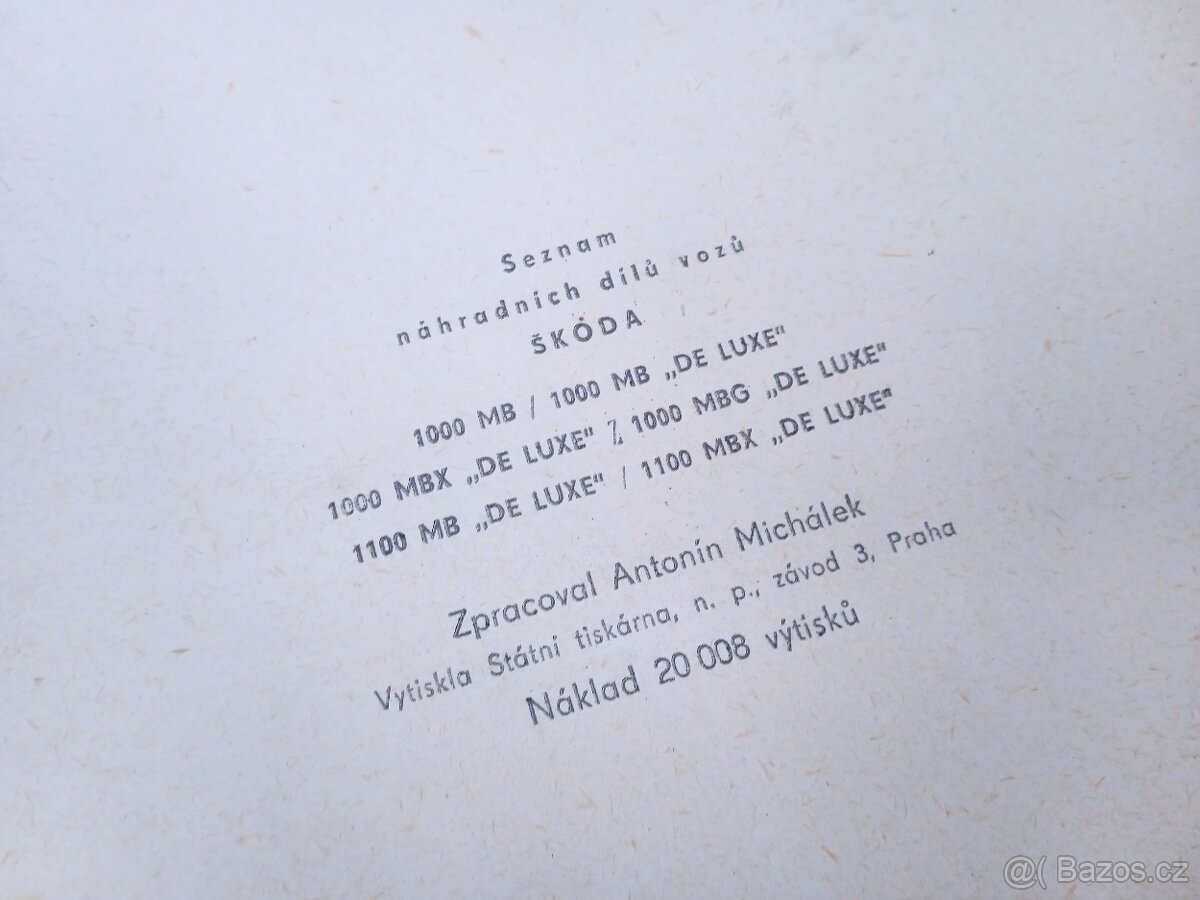 Seznam
náhradních dílů vozů
ŠKODA
1000 MB / 1000 MB „DE LUXE"
1000 MBX „DE LUXE" / 1000 MBG „DE LUXE"
1100 MB „DE LUXE" / 1100 MBX „DE LUXE"
Zpracoval Antonín Michálek
Vytiskla Státní tiskárna, n. p., závod 3, Praha
Náklad 20 008 výtisků
@( Bazos.cz